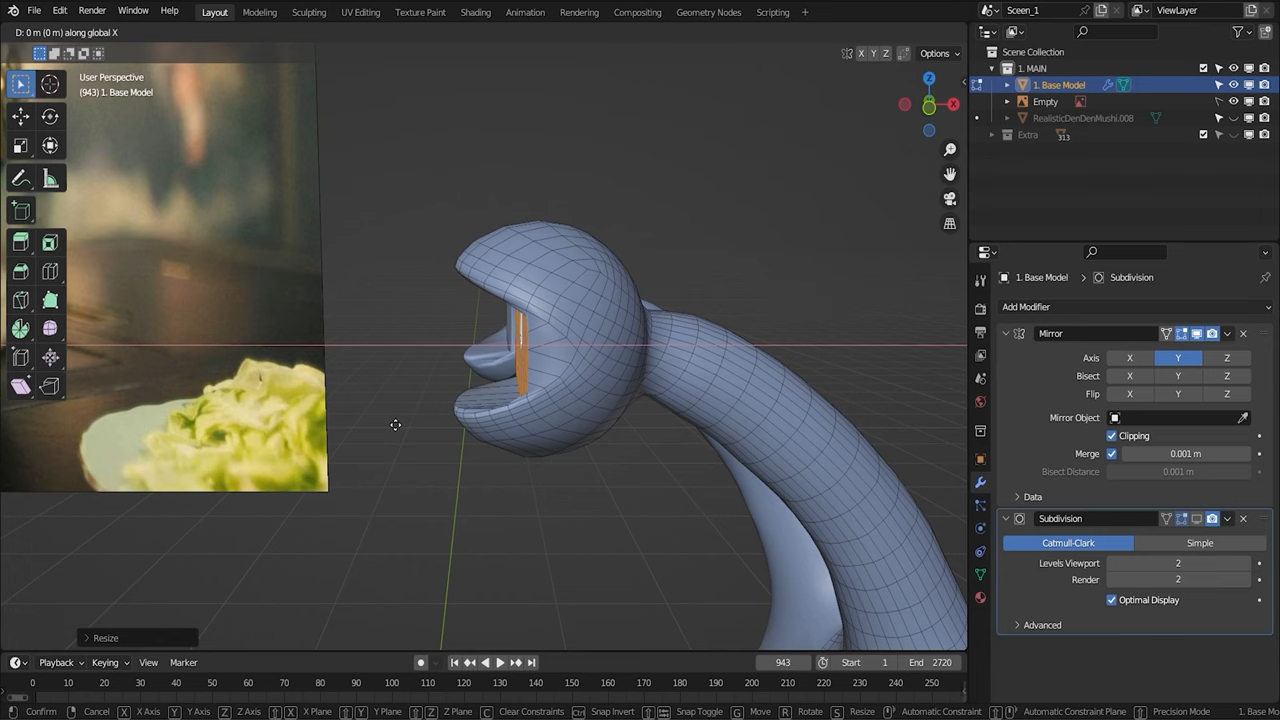 File Edit Render Window Help Layout Modeling Sculpting UV Editing Texture Paint Shading Animation Rendering Compositing Geometry Nodes Scripting + Sceen_1 ViewLayer
D: 0 m (0 m) along global X
X Y Z Options
User Perspective
(943) 1. Base Model
Z
X
Scene Collection
1. MAIN
1. Base Model
Empty
RealisticDenDenMushi.008
Extra 313
1. Base Model > Subdivision
Add Modifier
Mirror
Axis X Y Z
Bisect X Y Z
Flip X Y Z
Mirror Object
Clipping
Merge 0.001 m
Bisect Distance 0.001 m
Data
Subdivision
Catmull-Clark Simple
Levels Viewport 2
Render 2
Optimal Display
Advanced
> Resize
Playback Keying View Marker 943 Start 1 End 2720
0 10 20 30 40 50 60 70 80 90 100 110 120 130 140 150 160 170 180 190 200 210 220 230 240 250
Confirm Cancel X X Axis Y Y Axis Z Z Axis X X Plane Y Y Plane Z Z Plane C Clear Constraints Ctrl Snap Invert Snap Toggle G Move R Rotate S Resize Automatic Constraint Automatic Constraint Plane Precision Mode 1. Base Mo